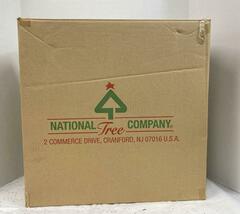 NATIONAL Tree COMPANY®
2 COMMERCE DRIVE, CRANFORD, NJ 07016 U.S.A.